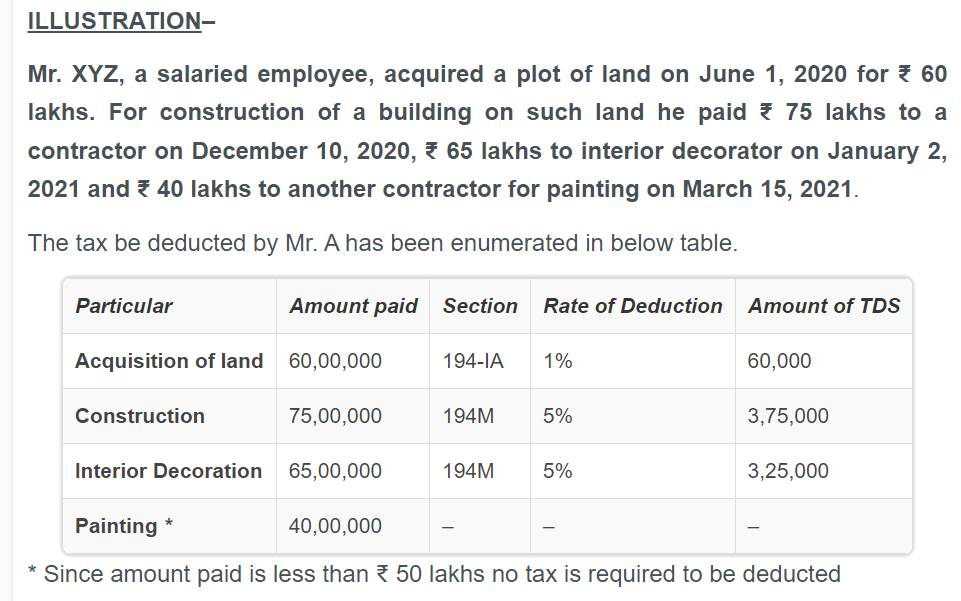 ILLUSTRATION–
Mr. XYZ, a salaried employee, acquired a plot of land on June 1, 2020 for ₹ 60
lakhs. For construction of a building on such land he paid ₹ 75 lakhs to a
contractor on December 10, 2020, ₹ 65 lakhs to interior decorator on January 2,
2021 and ₹ 40 lakhs to another contractor for painting on March 15, 2021.
The tax be deducted by Mr. A has been enumerated in below table.
Particular Amount paid Section Rate of Deduction Amount of TDS
Acquisition of land 60,00,000 194-IA 1% 60,000
Construction 75,00,000 194M 5% 3,75,000
Interior Decoration 65,00,000 194M 5% 3,25,000
Painting * 40,00,000 – – –
* Since amount paid is less than ₹ 50 lakhs no tax is required to be deducted